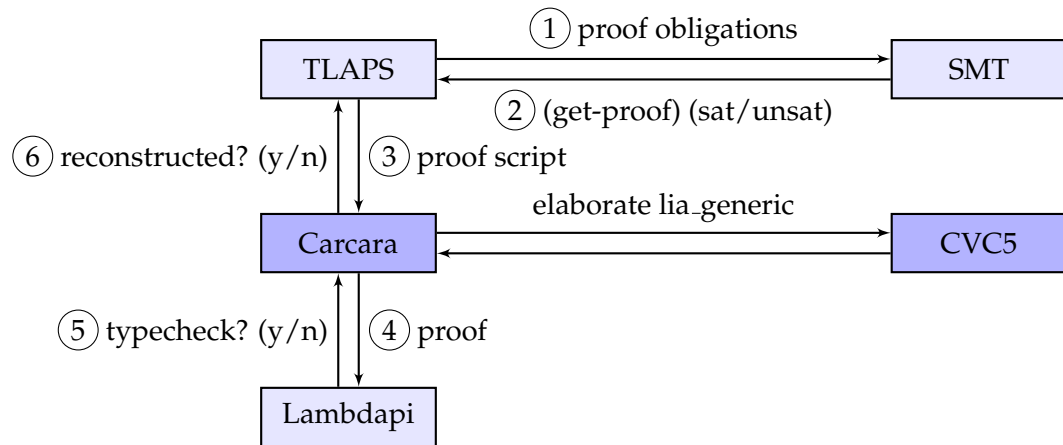 1 proof obligations
TLAPS
SMT
2 (get-proof) (sat/unsat)
6 reconstructed? (y/n)
3 proof script
elaborate lia_generic
Carcara
CVC5
5 typecheck? (y/n)
4 proof
Lambdapi